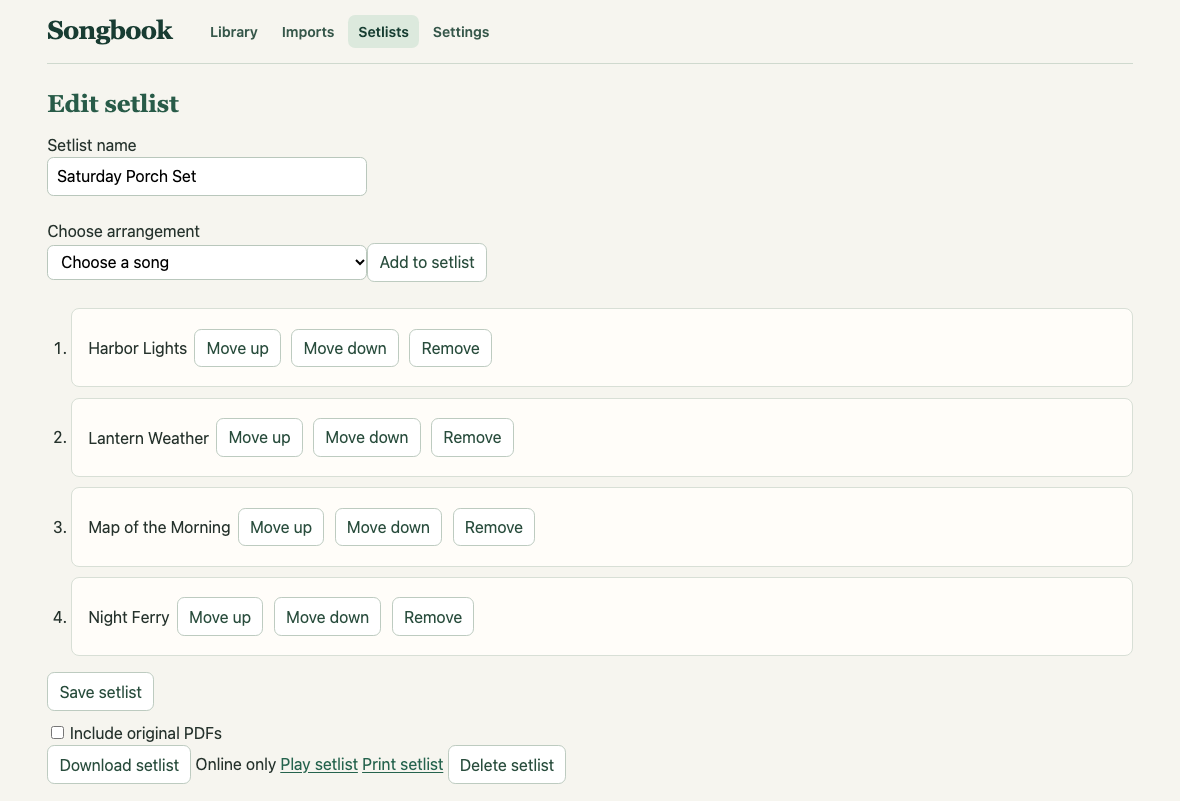 Songbook Library Imports Setlists Settings
Edit setlist
Setlist name
Saturday Porch Set
Choose arrangement
Choose a song Add to setlist
1. Harbor Lights Move up Move down Remove
2. Lantern Weather Move up Move down Remove
3. Map of the Morning Move up Move down Remove
4. Night Ferry Move up Move down Remove
Save setlist
Include original PDFs
Download setlist Online only Play setlist Print setlist Delete setlist